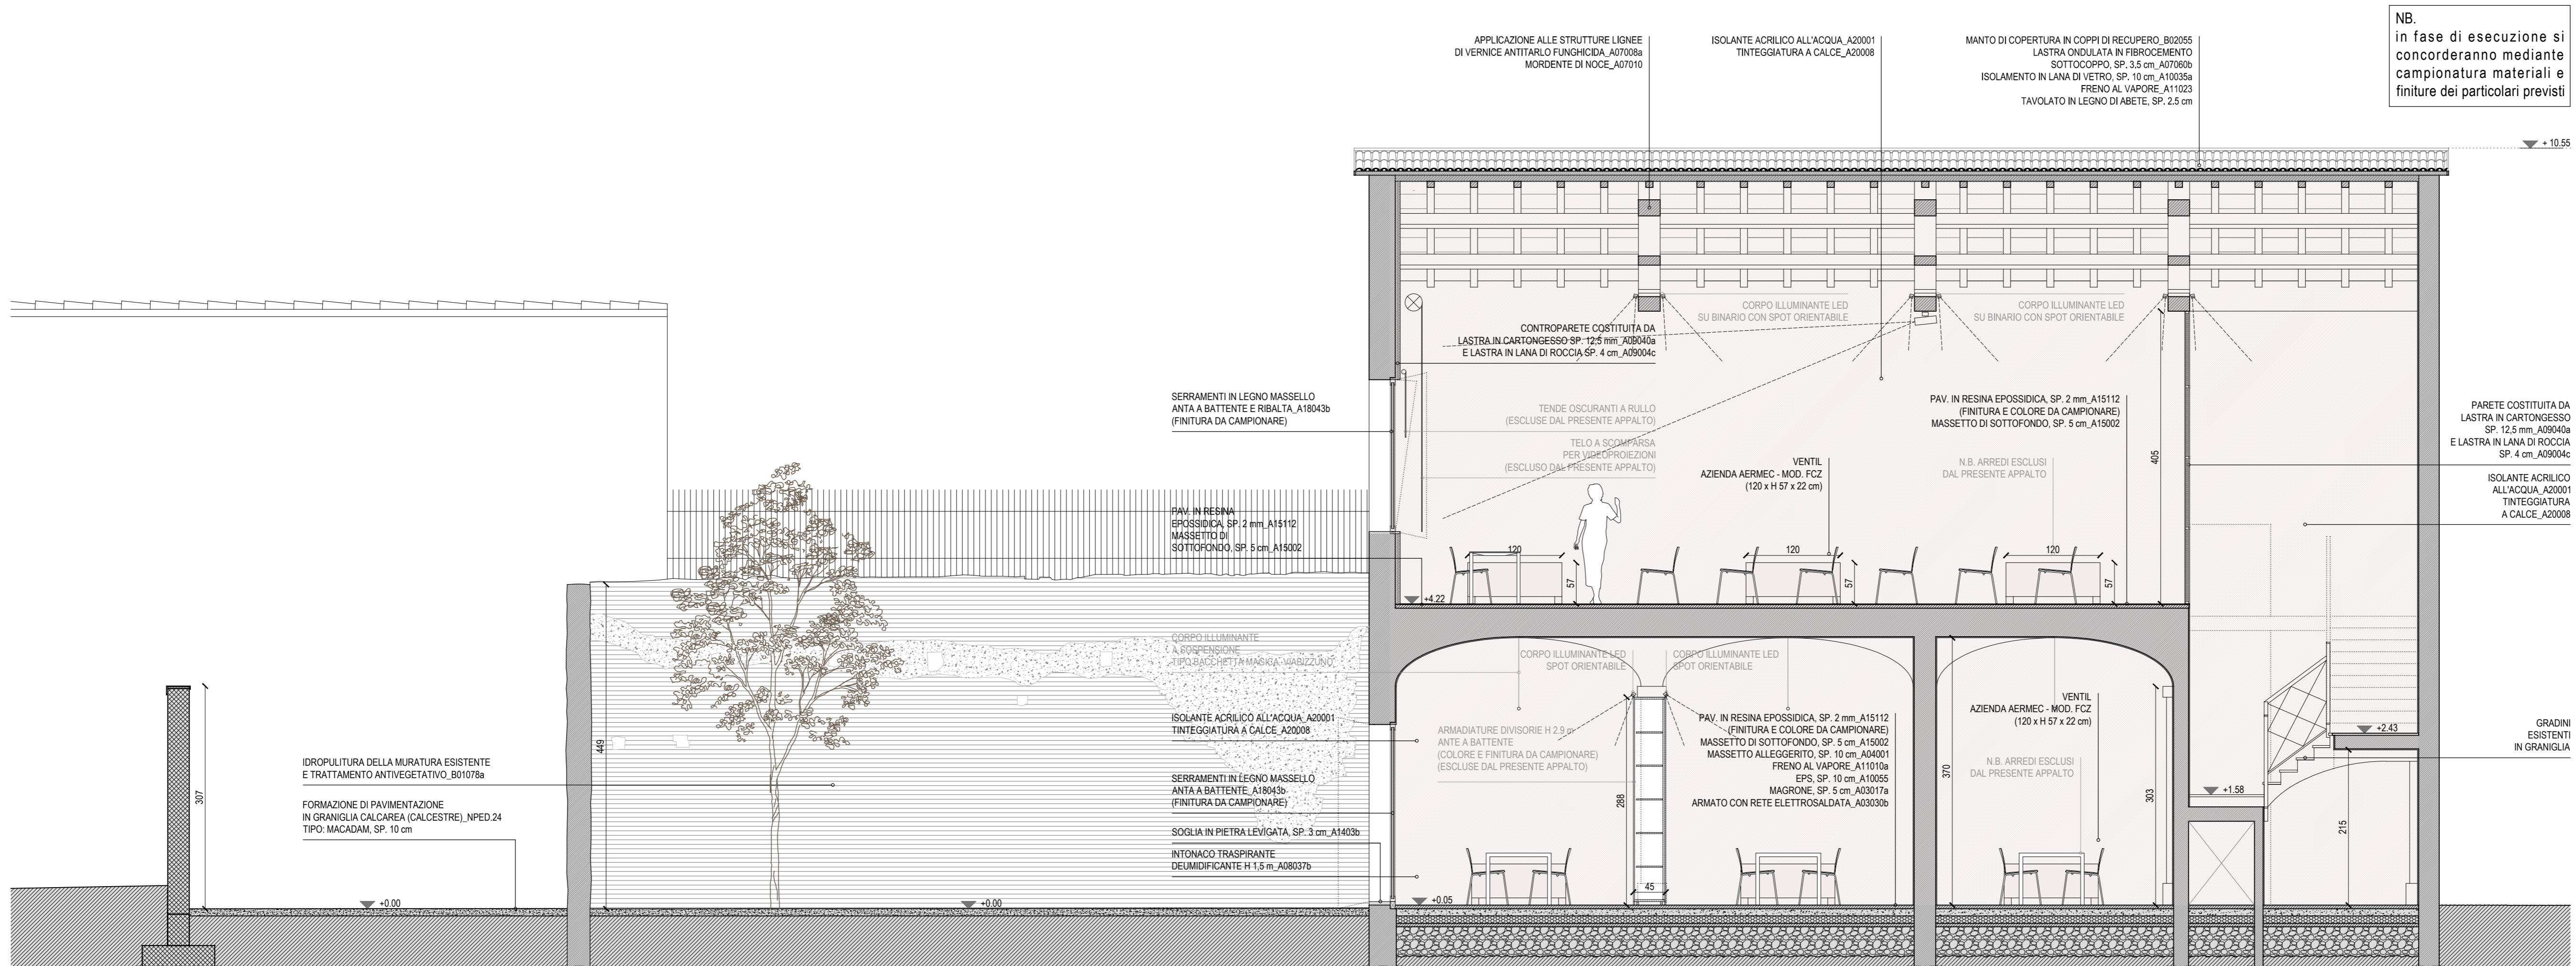 NB.
in fase di esecuzione si
concorderanno mediante
campionatura materiali e
finiture dei particolari previsti
APPLICAZIONE ALLE STRUTTURE LIGNEE
DI VERNICE ANTITARLO FUNGHICIDA_A07008a
MORDENTE DI NOCE_A07010
ISOLANTE ACRILICO ALL'ACQUA_A20001
TINTEGGIATURA A CALCE_A20008
MANTO DI COPERTURA IN COPPI DI RECUPERO_B02055
LASTRA ONDULATA IN FIBROCEMENTO
SOTTOCOPPO, SP. 3,5 cm_A07060b
ISOLAMENTO IN LANA DI VETRO, SP. 10 cm_A10035a
FRENO AL VAPORE_A11023
TAVOLATO IN LEGNO DI ABETE, SP. 2.5 cm
+ 10.55
CORPO ILLUMINANTE LED
SU BINARIO CON SPOT ORIENTABILE
CORPO ILLUMINANTE LED
SU BINARIO CON SPOT ORIENTABILE
CONTROPARETE COSTITUITA DA
LASTRA IN CARTONGESSO SP. 12,5 mm_A09040a
E LASTRA IN LANA DI ROCCIA SP. 4 cm_A09004c
SERRAMENTI IN LEGNO MASSELLO
ANTA A BATTENTE E RIBALTA_A18043b
(FINITURA DA CAMPIONARE)
TENDE OSCURANTI A RULLO
(ESCLUSE DAL PRESENTE APPALTO)
TELO A SCOMPARSA
PER VIDEOPROIEZIONI
(ESCLUSO DAL PRESENTE APPALTO)
PAV. IN RESINA EPOSSIDICA, SP. 2 mm_A15112
(FINITURA E COLORE DA CAMPIONARE)
MASSETTO DI SOTTOFONDO, SP. 5 cm_A15002
405
PARETE COSTITUITA DA
LASTRA IN CARTONGESSO
SP. 12,5 mm_A09040a
E LASTRA IN LANA DI ROCCIA
SP. 4 cm_A09004c
VENTIL
AZIENDA AERMEC - MOD. FCZ
(120 x H 57 x 22 cm)
N.B. ARREDI ESCLUSI
DAL PRESENTE APPALTO
ISOLANTE ACRILICO
ALL'ACQUA_A20001
TINTEGGIATURA
A CALCE_A20008
PAV. IN RESINA
EPOSSIDICA, SP. 2 mm_A15112
MASSETTO DI
SOTTOFONDO, SP. 5 cm_A15002
120
57
120
57
120
57
+4.22
CORPO ILLUMINANTE
A SOSPENSIONE
TIPO BACCHETTA MAGICA- VIABIZZUNO
CORPO ILLUMINANTE LED
SPOT ORIENTABILE
CORPO ILLUMINANTE LED
SPOT ORIENTABILE
ISOLANTE ACRILICO ALL'ACQUA_A20001
TINTEGGIATURA A CALCE_A20008
ARMADIATURE DIVISORIE H 2.9 m
ANTE A BATTENTE
(COLORE E FINITURA DA CAMPIONARE)
(ESCLUSE DAL PRESENTE APPALTO)
PAV. IN RESINA EPOSSIDICA, SP. 2 mm_A15112
(FINITURA E COLORE DA CAMPIONARE)
MASSETTO DI SOTTOFONDO, SP. 5 cm_A15002
MASSETTO ALLEGGERITO, SP. 10 cm_A04001
FRENO AL VAPORE_A11010a
EPS, SP. 10 cm_A10055
MAGRONE, SP. 5 cm_A03017a
ARMATO CON RETE ELETTROSALDATA_A03030b
VENTIL
AZIENDA AERMEC - MOD. FCZ
(120 x H 57 x 22 cm)
N.B. ARREDI ESCLUSI
DAL PRESENTE APPALTO
+2.43
GRADINI
ESISTENTI
IN GRANIGLIA
+1.58
370
303
288
215
45
449
307
IDROPULITURA DELLA MURATURA ESISTENTE
E TRATTAMENTO ANTIVEGETATIVO_B01078a
FORMAZIONE DI PAVIMENTAZIONE
IN GRANIGLIA CALCAREA (CALCESTRE)_NPED.24
TIPO: MACADAM, SP. 10 cm
SERRAMENTI IN LEGNO MASSELLO
ANTA A BATTENTE_A18043b
(FINITURA DA CAMPIONARE)
SOGLIA IN PIETRA LEVIGATA, SP. 3 cm_A1403b
INTONACO TRASPIRANTE
DEUMIDIFICANTE H 1,5 m_A08037b
+0.00
+0.00
+0.05